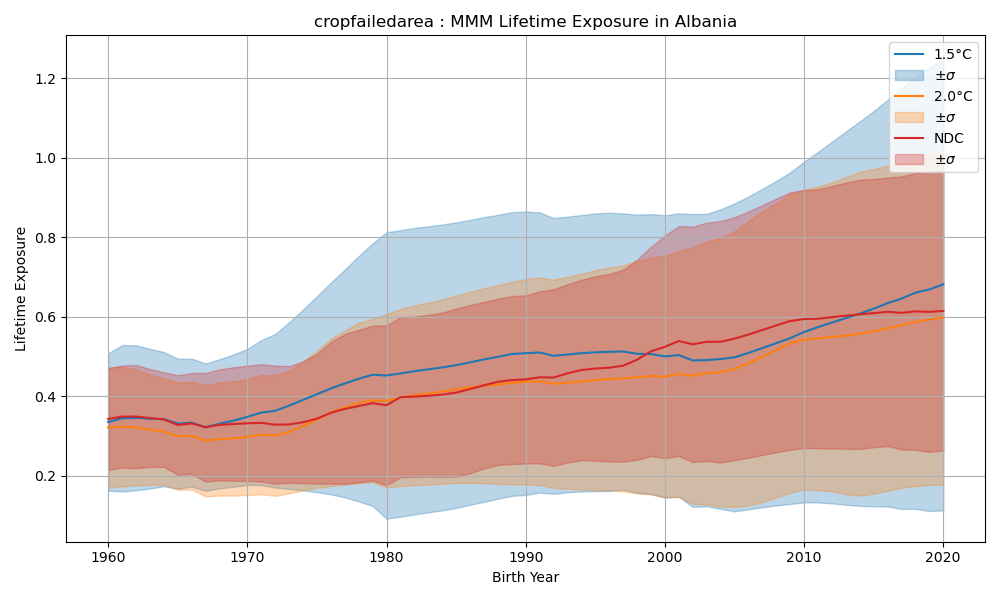 cropfailedarea : MMM Lifetime Exposure in Albania
1.5°C
±σ
2.0°C
±σ
NDC
±σ
Lifetime Exposure
1.2
1.0
0.8
0.6
0.4
0.2
1960 1970 1980 1990 2000 2010 2020
Birth Year